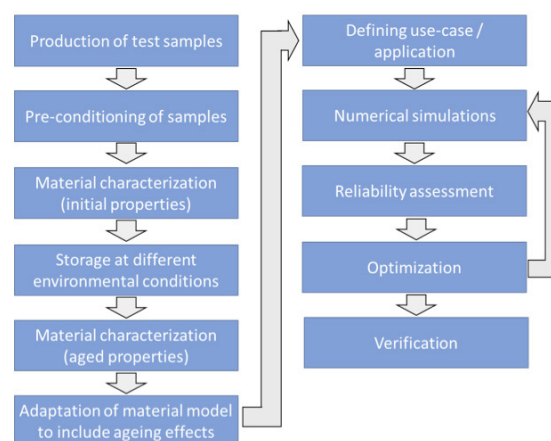 Production of test samples
Pre-conditioning of samples
Material characterization
(initial properties)
Storage at different
environmental conditions
Material characterization
(aged properties)
Adaptation of material model
to include ageing effects
Defining use-case /
application
Numerical simulations
Reliability assessment
Optimization
Verification